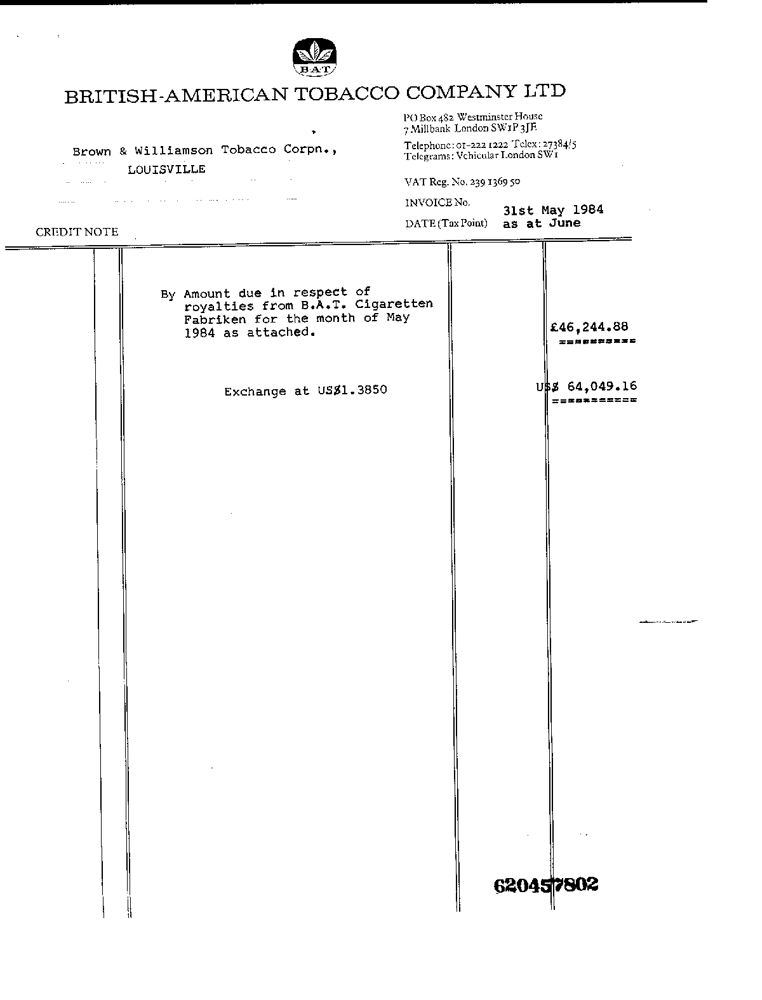 B·A·T
BRITISH-AMERICAN TOBACCO COMPANY LTD
PO Box 482 Westminster House
7 Millbank London SW1P 3JE
Telephone: 01-222 1222 Telex: 27384/5
Telegrams: Vehicular London SW1
Brown & Williamson Tobacco Corpn.,
LOUISVILLE
VAT Reg. No. 239 1369 50
INVOICE No.
31st May 1984
DATE (Tax Point) as at June
CREDIT NOTE
By Amount due in respect of
royalties from B.A.T. Cigaretten
Fabriken for the month of May
1984 as attached.
£46,244.88
==========
Exchange at US$1.3850 US$ 64,049.16
===========
620457802